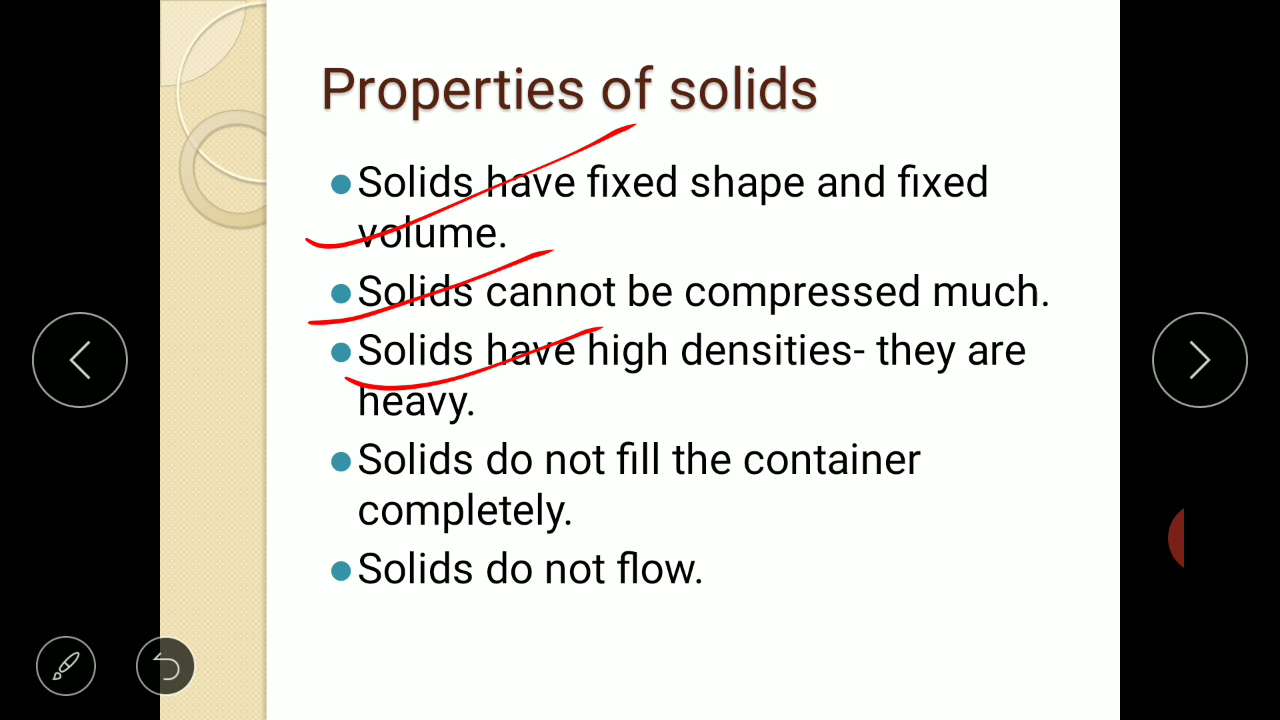 Properties of solids
Solids have fixed shape and fixed
volume.
Solids cannot be compressed much.
Solids have high densities- they are
heavy.
Solids do not fill the container
completely.
Solids do not flow.